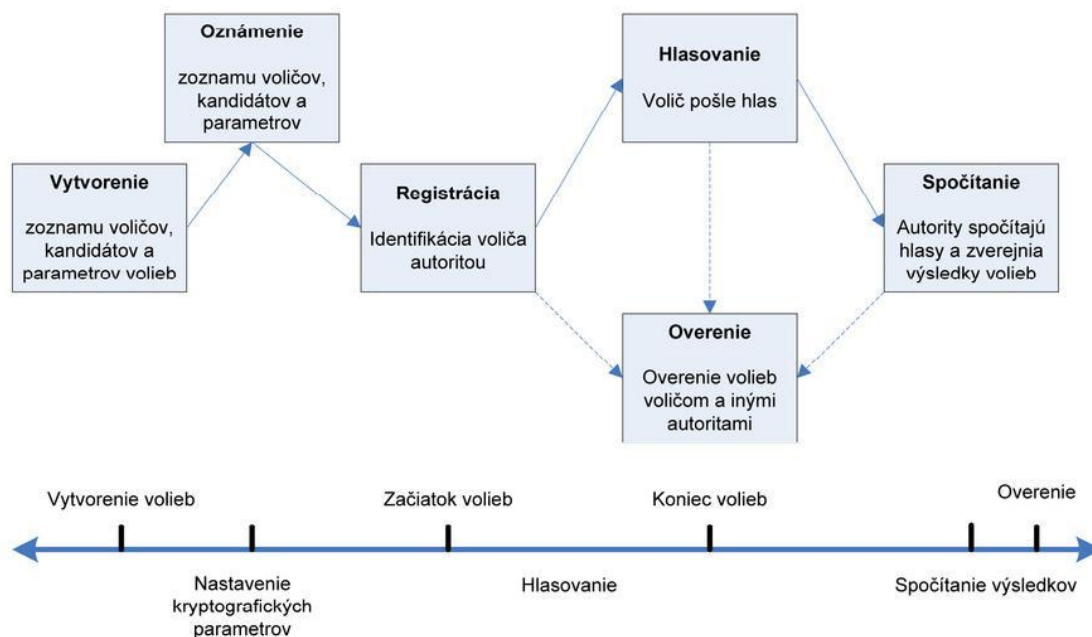 Oznámenie
zoznamu voličov,
kandidátov a
parametrov
Hlasovanie
Volič pošle hlas
Vytvorenie
zoznamu voličov,
kandidátov a
parametrov volieb
Registrácia
Identifikácia voliča
autoritou
Spočítanie
Autority spočítajú
hlasy a zverejnia
výsledky volieb
Overenie
Overenie volieb
voličom a inými
autoritami
Vytvorenie volieb
Začiatok volieb
Koniec volieb
Overenie
Nastavenie
kryptografických
parametrov
Hlasovanie
Spočítanie výsledkov